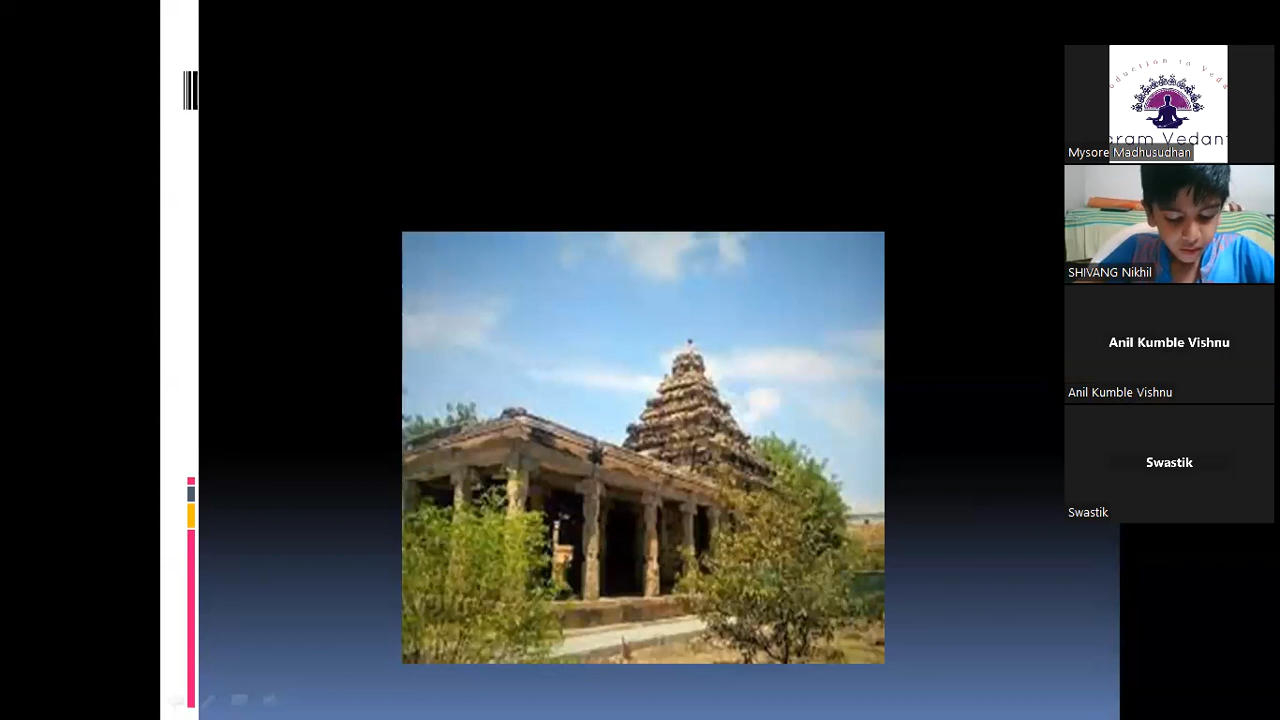 Mysore Madhusudhan
SHIVANG Nikhil
Anil Kumble Vishnu
Anil Kumble Vishnu
Swastik
Swastik